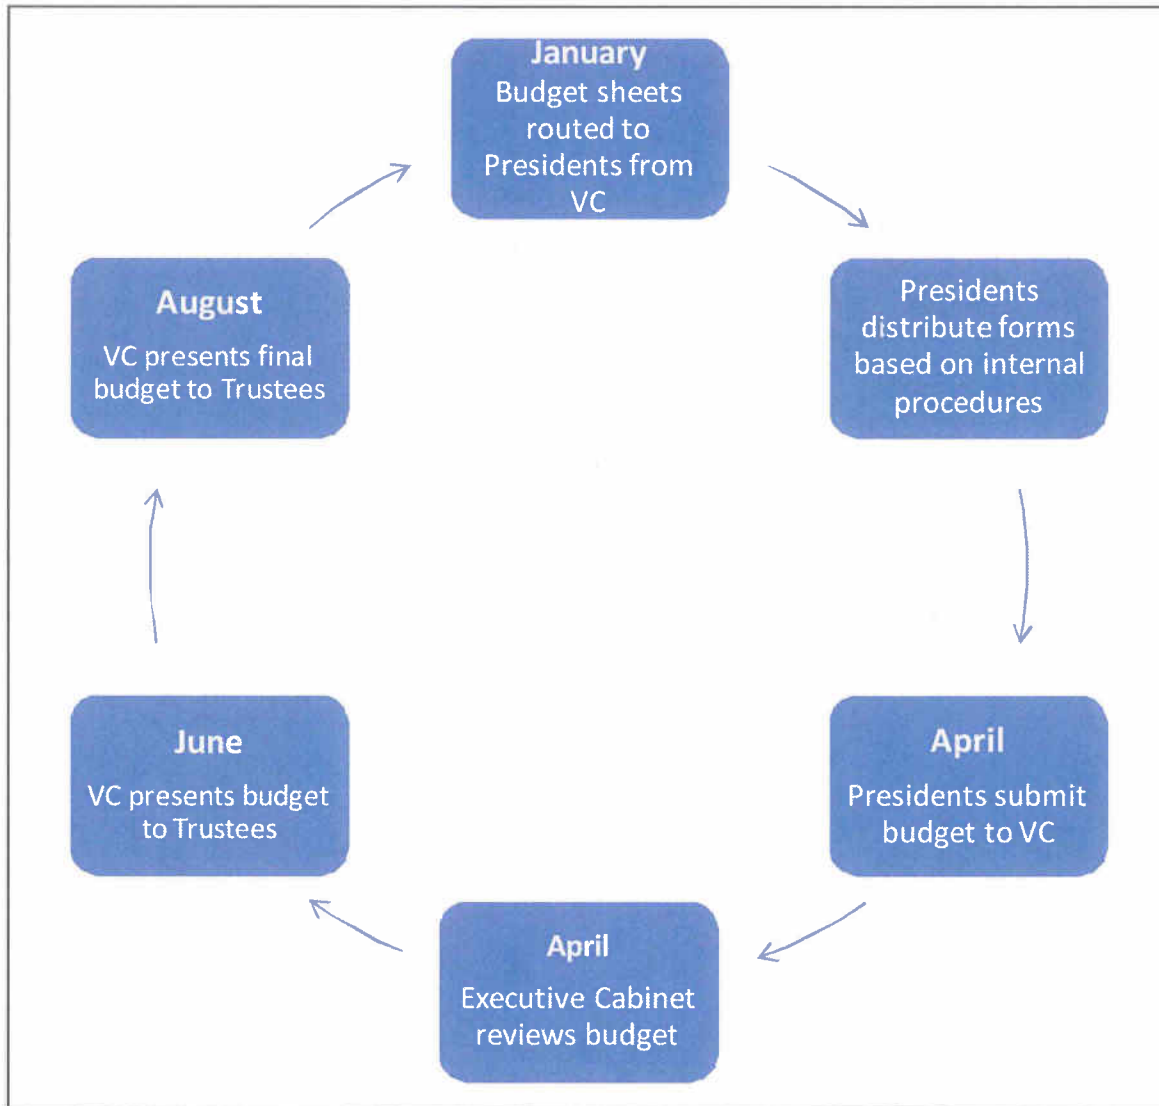 January
Budget sheets
routed to
Presidents from
VC
Presidents
distribute forms
based on internal
procedures
April
Presidents submit
budget to VC
April
Executive Cabinet
reviews budget
June
VC presents budget
to Trustees
August
VC presents final
budget to Trustees